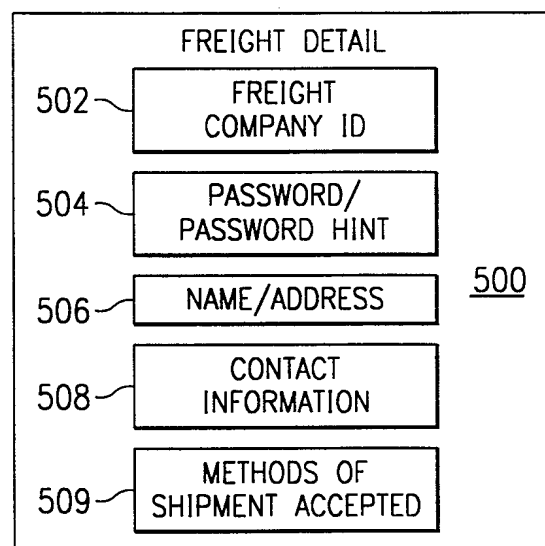 FREIGHT DETAIL
502
FREIGHT
COMPANY ID
504
PASSWORD/
PASSWORD HINT
506
NAME/ADDRESS
500
508
CONTACT
INFORMATION
509
METHODS OF
SHIPMENT ACCEPTED